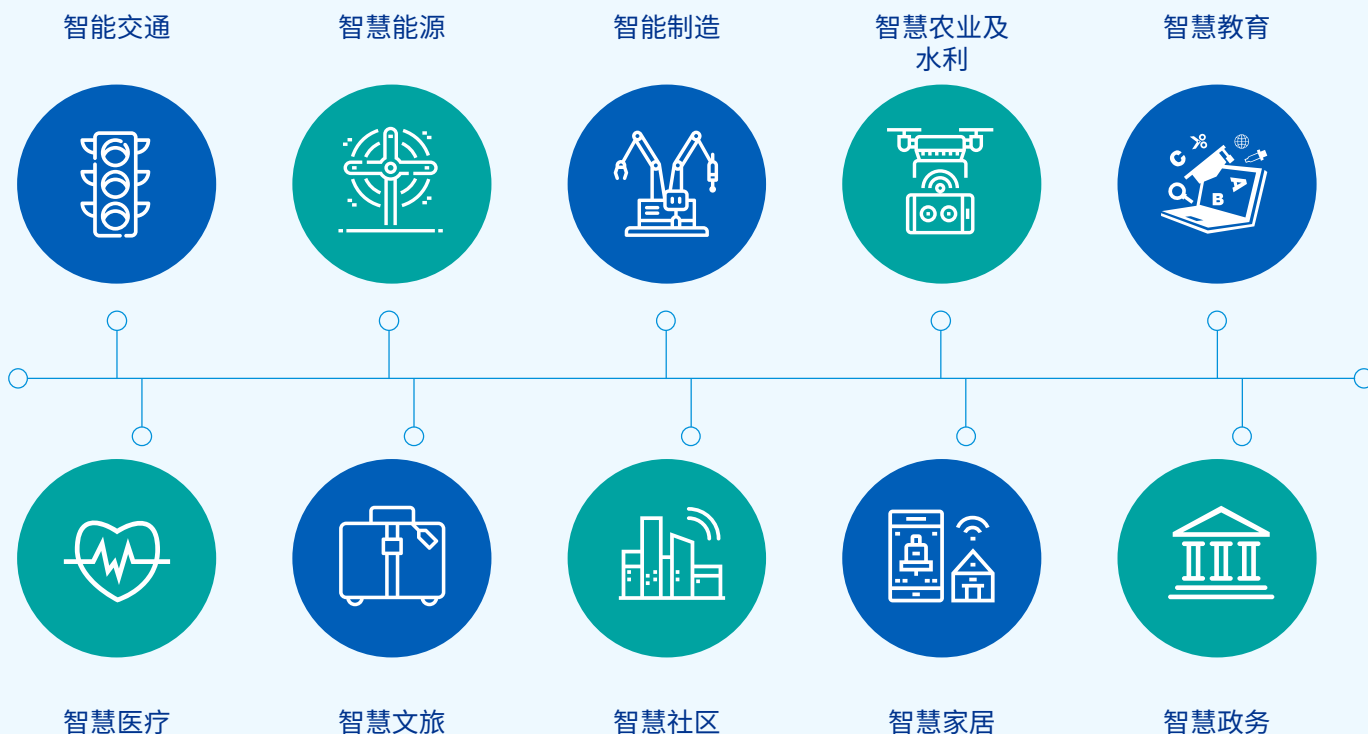 智能交通
智慧能源
智能制造
智慧农业及
水利
智慧教育
C
A
B
智慧医疗
智慧文旅
智慧社区
智慧家居
智慧政务